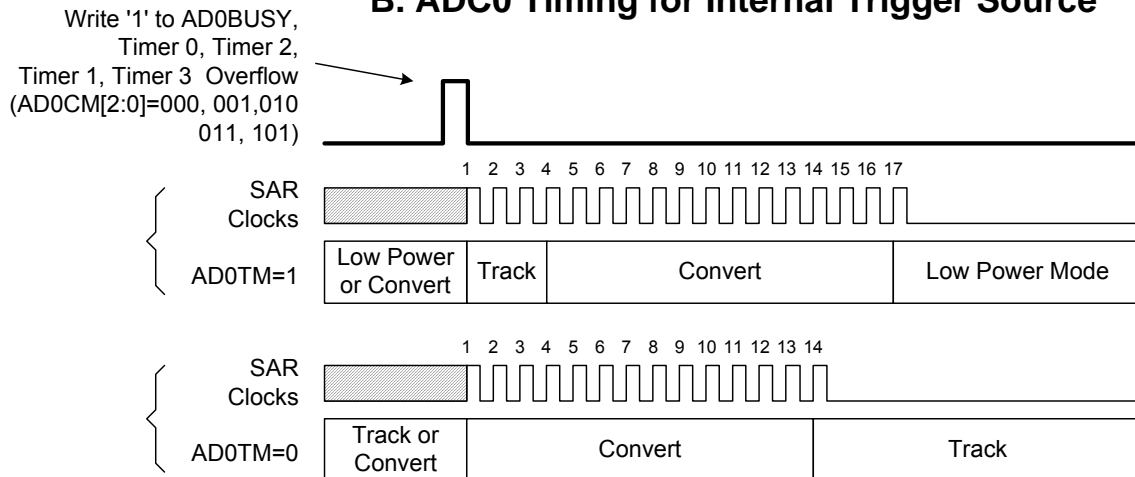 B. ADC0 Timing for Internal Trigger Source
Write '1' to AD0BUSY,
Timer 0, Timer 2,
Timer 1, Timer 3 Overflow
(AD0CM[2:0]=000, 001,010
011, 101)
1 2 3 4 5 6 7 8 9 10 11 12 13 14 15 16 17
SAR
Clocks
AD0TM=1
Low Power
or Convert
Track
Convert
Low Power Mode
1 2 3 4 5 6 7 8 9 10 11 12 13 14
SAR
Clocks
AD0TM=0
Track or
Convert
Convert
Track